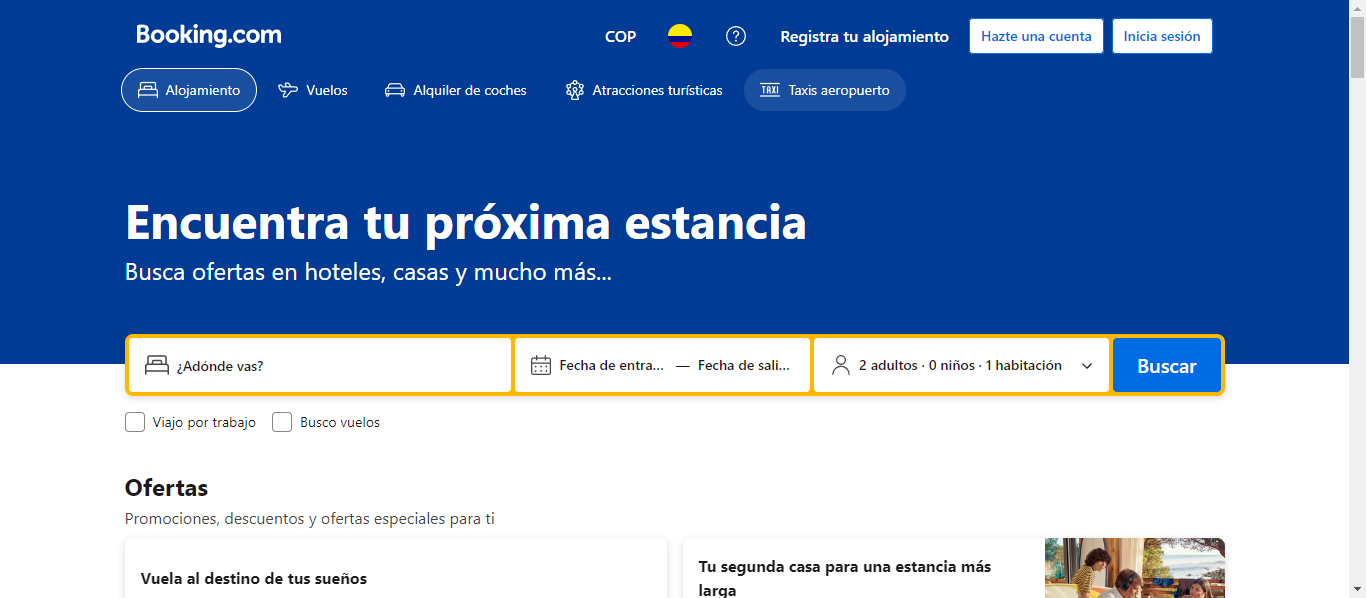 Booking.com
COP
Registra tu alojamiento
Hazte una cuenta
Inicia sesión
Alojamiento
Vuelos
Alquiler de coches
Atracciones turísticas
TAXI
Taxis aeropuerto
Encuentra tu próxima estancia
Busca ofertas en hoteles, casas y mucho más...
¿Adónde vas?
Fecha de entra... — Fecha de sali...
2 adultos · 0 niños · 1 habitación
Buscar
Viajo por trabajo
Busco vuelos
Ofertas
Promociones, descuentos y ofertas especiales para ti
Vuela al destino de tus sueños
Tu segunda casa para una estancia más
larga